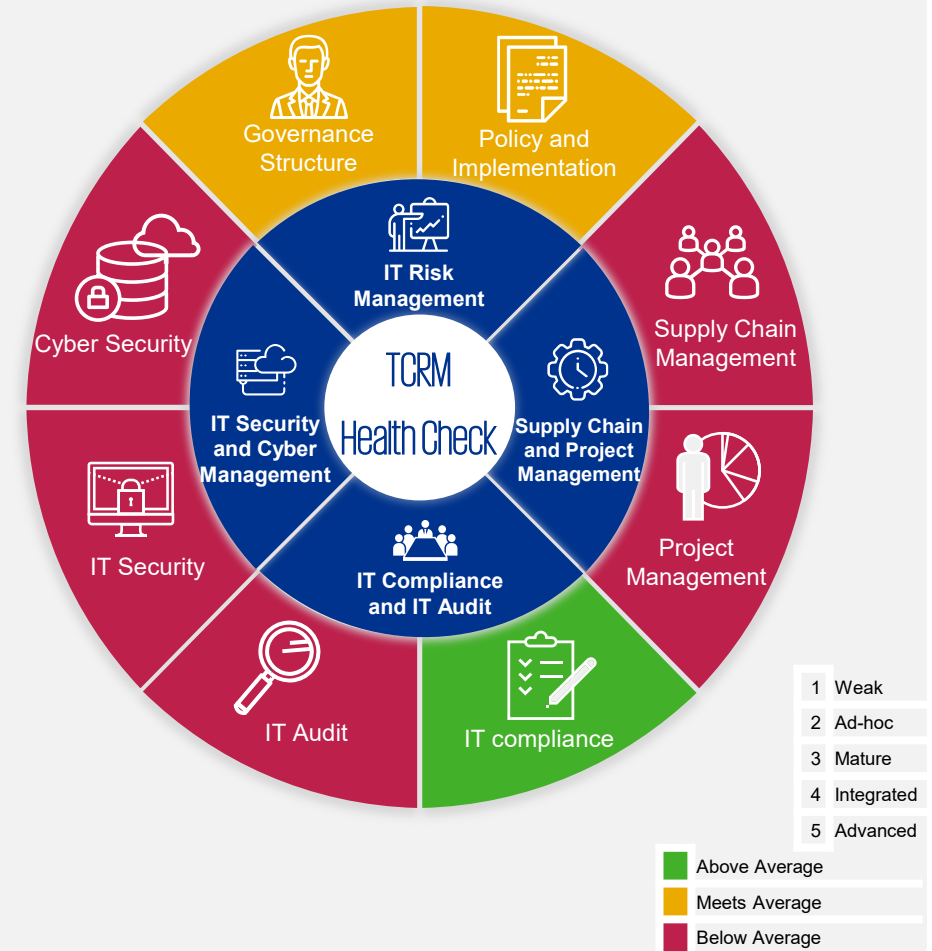 Governance
Structure
Policy and
Implementation
Cyber Security
Supply Chain
Management
IT Risk
Management
IT Security
and Cyber
Management
TCRM
Health Check
Supply Chain
and Project
Management
IT Compliance
and IT Audit
IT Security
Project
Management
IT Audit
IT compliance
1 Weak
2 Ad-hoc
3 Mature
4 Integrated
5 Advanced
Above Average
Meets Average
Below Average